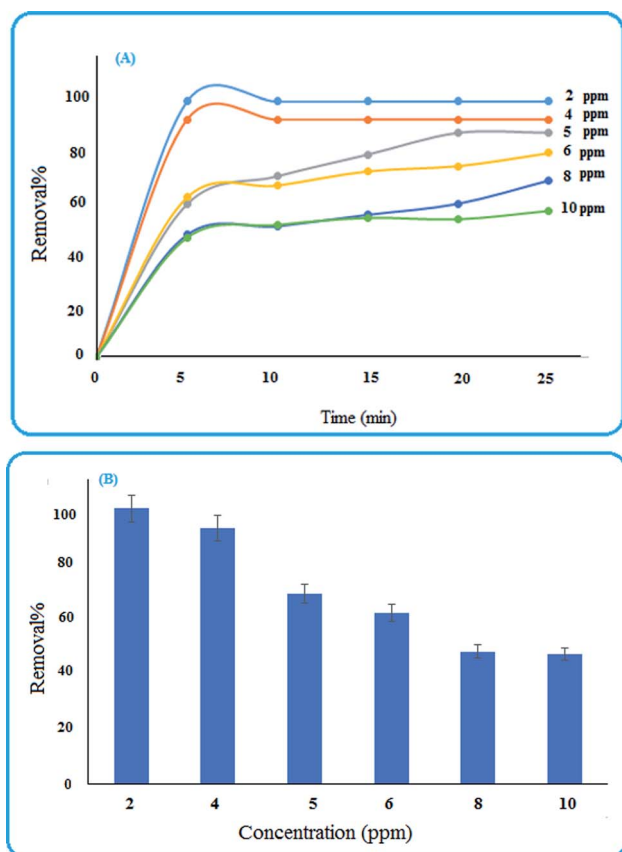 (A)
100
80
60
40
20
0
Removal%
2 ppm
4 ppm
5 ppm
6 ppm
8 ppm
10 ppm
0 5 10 15 20 25
Time (min)
(B)
100
80
60
40
20
0
Removal%
2 4 5 6 8 10
Concentration (ppm)